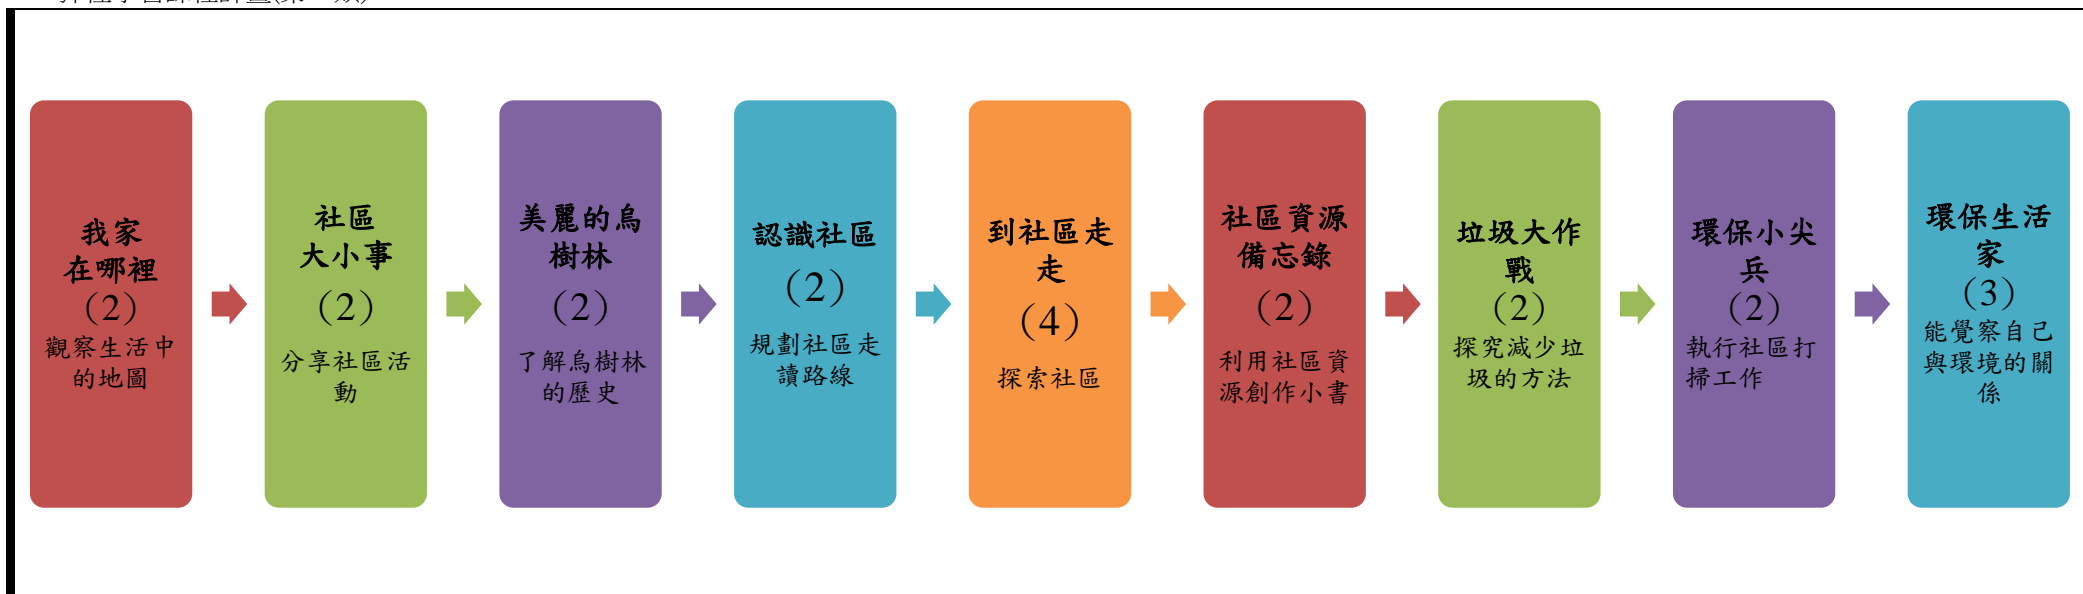 我家
在哪裡
(2)
觀察生活中
的地圖
社區
大小事
(2)
分享社區活
動
美麗的烏
樹林
(2)
了解烏樹林
的歷史
認識社區
(2)
規劃社區走
讀路線
到社區走
走
(4)
探索社區
社區資源
備忘錄
(2)
利用社區資
源創作小書
垃圾大作
戰
(2)
探究減少垃
圾的方法
環保小尖
兵
(2)
執行社區打
掃工作
環保生活
家
(3)
能覺察自己
與環境的關
係